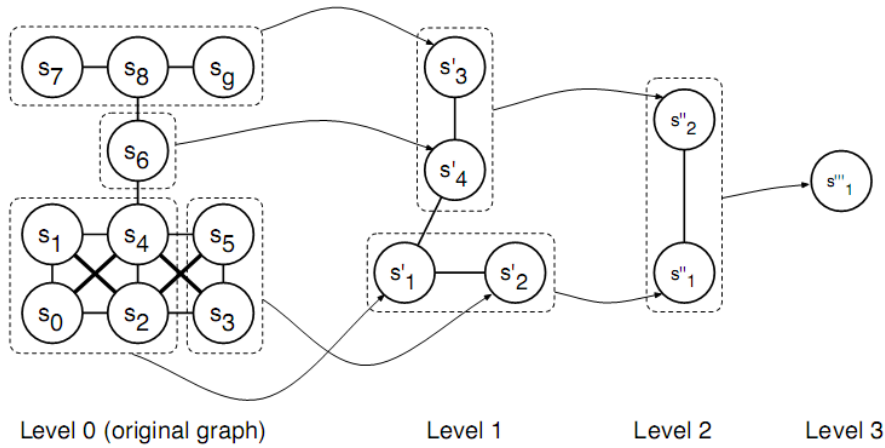 s7 s8 sg
s6
s1 s4 s5
s0 s2 s3
s'3
s'4
s'1 s'2
s''2
s''1
s'''1
Level 0 (original graph) Level 1 Level 2 Level 3